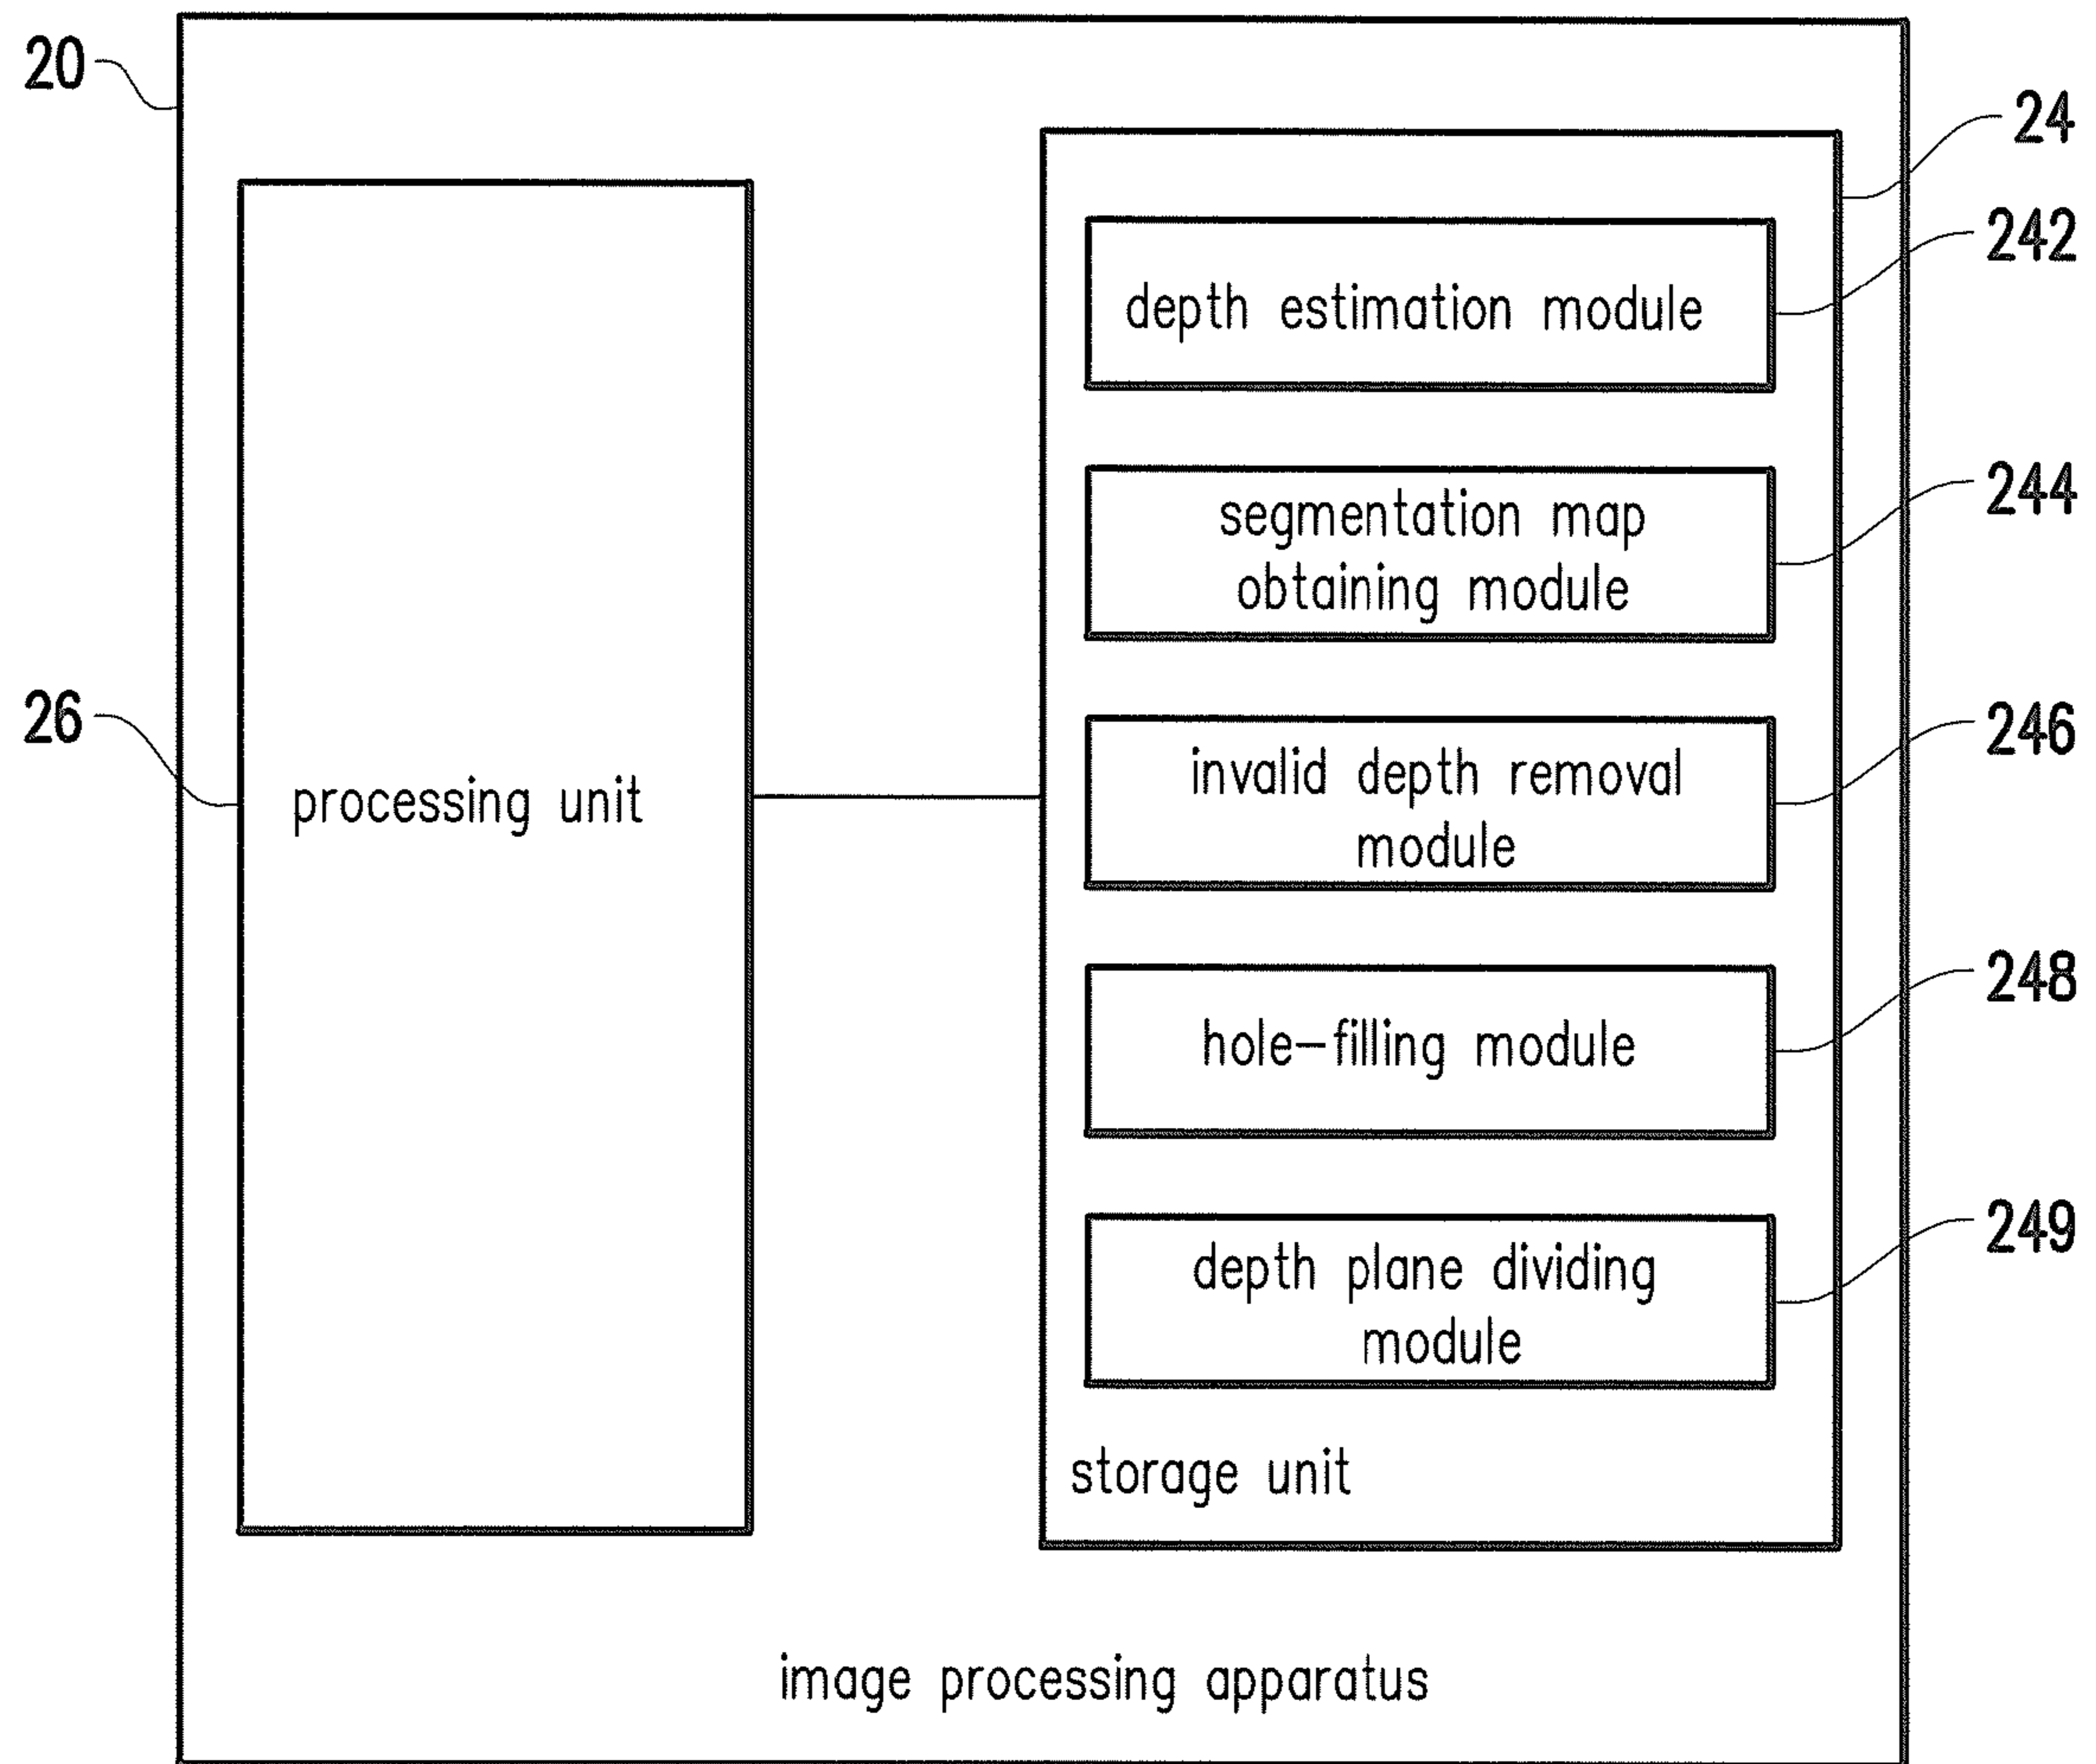 20
24
242
depth estimation module
244
segmentation map
obtaining module
26
processing unit
246
invalid depth removal
module
248
hole-filling module
249
depth plane dividing
module
storage unit
image processing apparatus